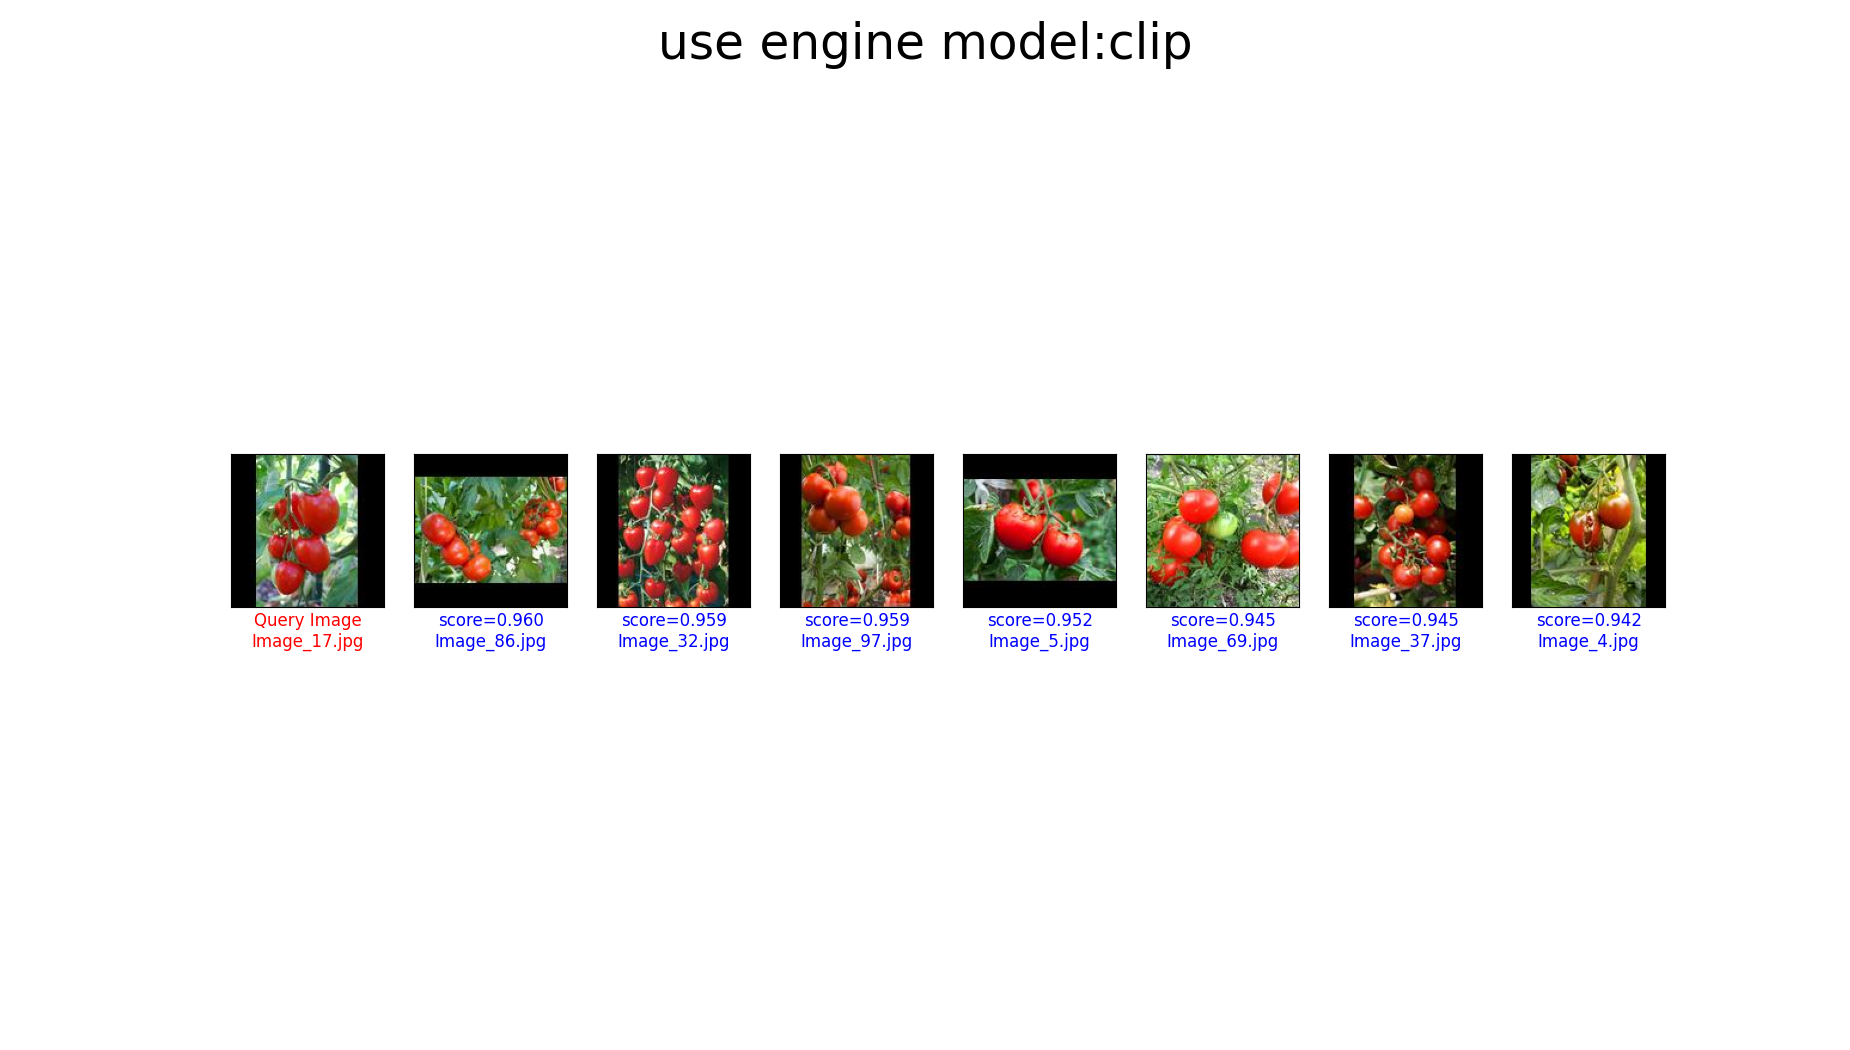 use engine model:clip
Query Image
Image_17.jpg
score=0.960
Image_86.jpg
score=0.959
Image_32.jpg
score=0.959
Image_97.jpg
score=0.952
Image_5.jpg
score=0.945
Image_69.jpg
score=0.945
Image_37.jpg
score=0.942
Image_4.jpg